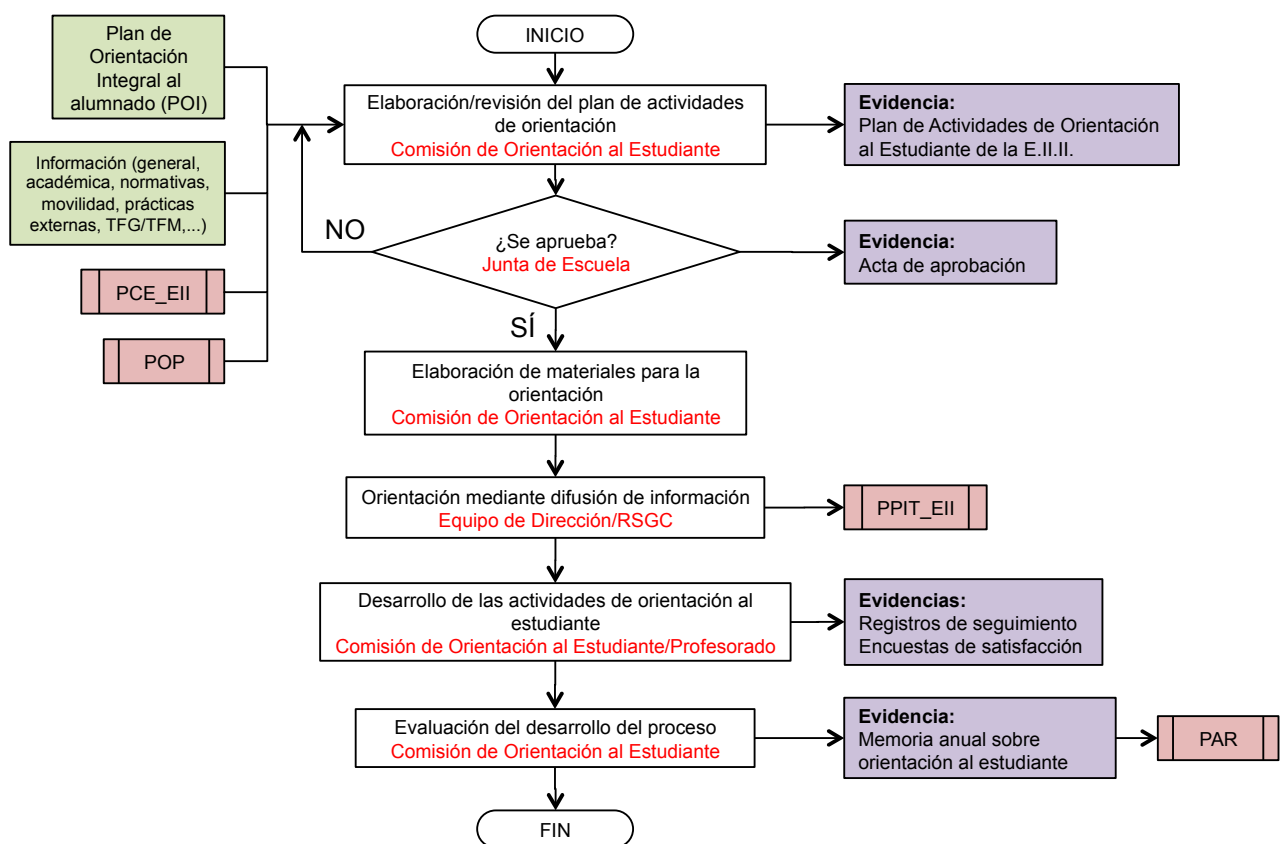 INICIO
Plan de
Orientación
Integral al
alumnado (POI)
Elaboración/revisión del plan de actividades
de orientación
Comisión de Orientación al Estudiante
Evidencia:
Plan de Actividades de Orientación
al Estudiante de la E.II.II.
Información (general,
académica, normativas,
movilidad, prácticas
externas, TFG/TFM,...)
NO
¿Se aprueba?
Junta de Escuela
Evidencia:
Acta de aprobación
PCE_EII
SÍ
POP
Elaboración de materiales para la
orientación
Comisión de Orientación al Estudiante
Orientación mediante difusión de información
Equipo de Dirección/RSGC
PPIT_EII
Desarrollo de las actividades de orientación al
estudiante
Comisión de Orientación al Estudiante/Profesorado
Evidencias:
Registros de seguimiento
Encuestas de satisfacción
Evaluación del desarrollo del proceso
Comisión de Orientación al Estudiante
Evidencia:
Memoria anual sobre
orientación al estudiante
PAR
FIN